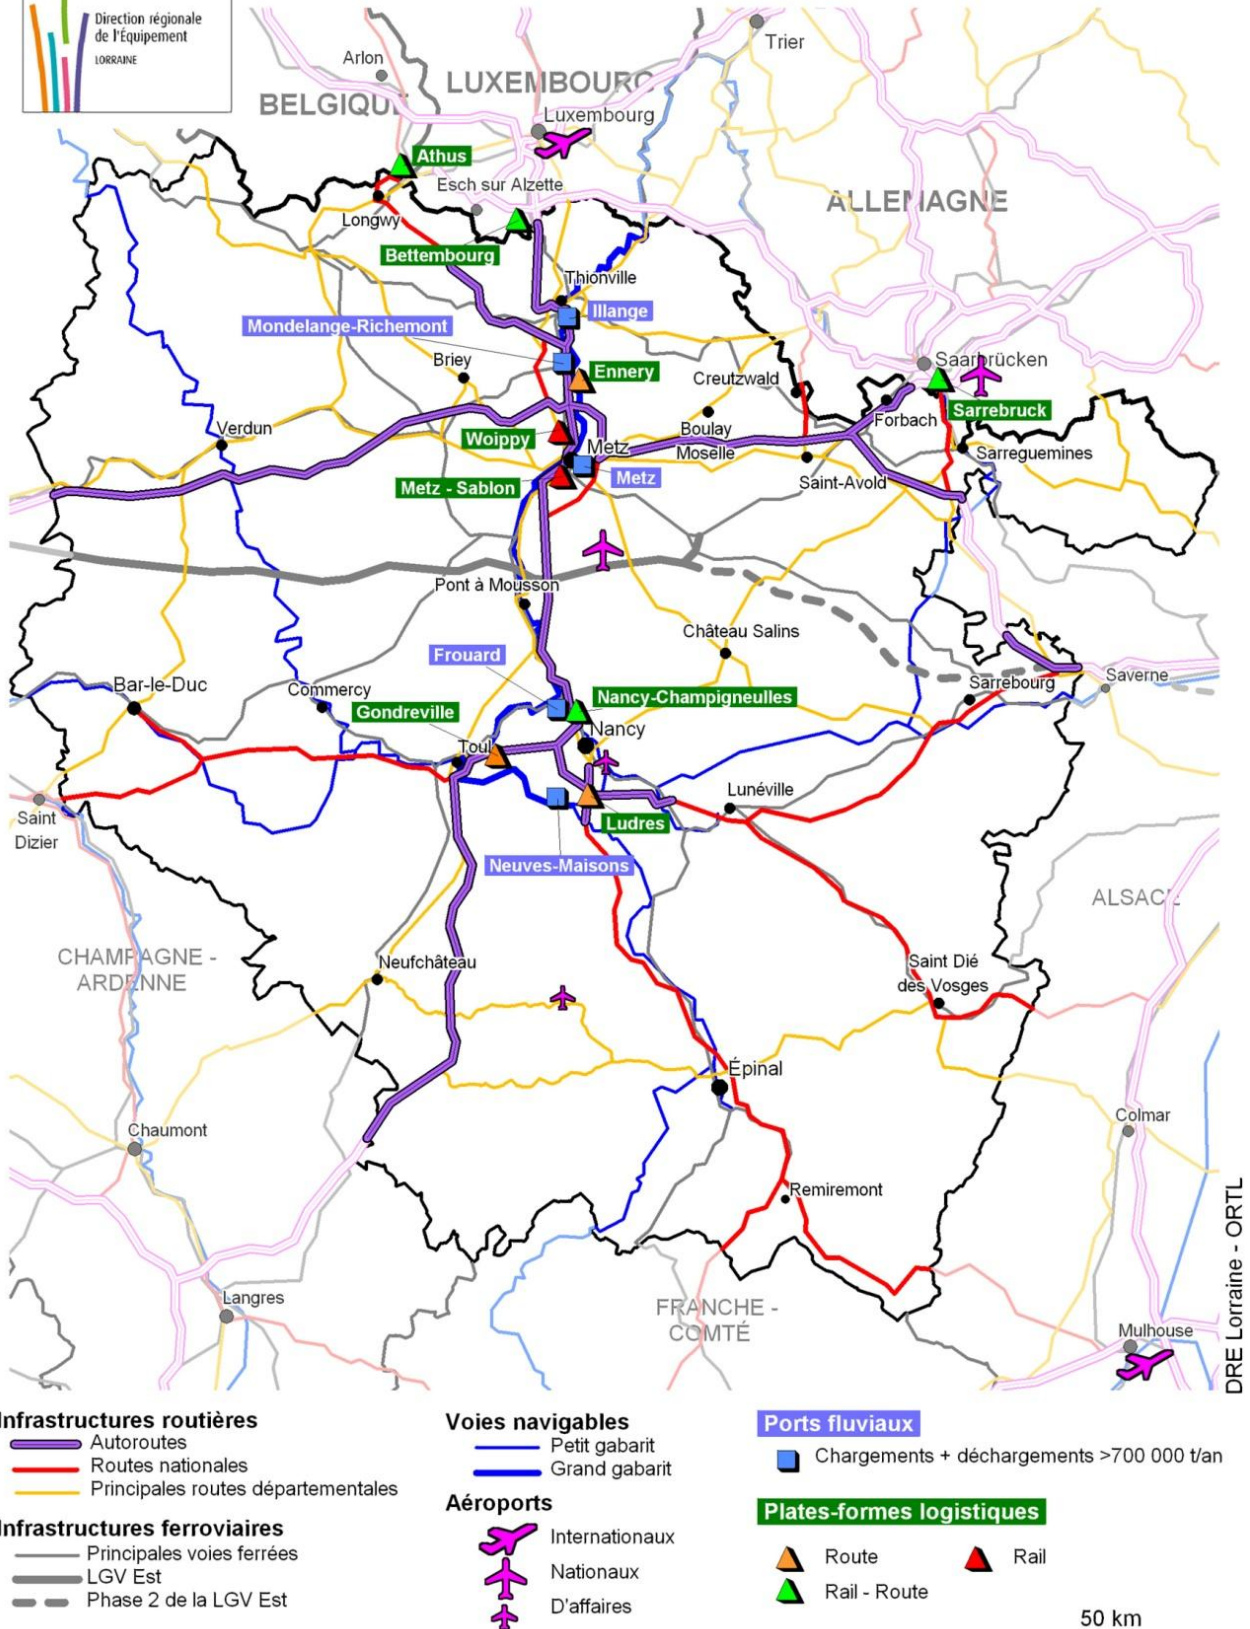 Direction régionale
de l'Équipement
LORRAINE
Trier
Arlon
LUXEMBOURG
BELGIQUE
Luxembourg
Athus
Esch sur Alzette
ALLEMAGNE
Longwy
Bettembourg
Thionville
Illange
Mondelange-Richemont
Briey
Ennery
Creutzwald
Saarbrücken
Sarrebruck
Forbach
Verdun
Woippy
Metz
Boulay
Moselle
Sarreguemines
Metz
Metz - Sablon
Saint-Avold
Pont à Mousson
Château Salins
Frouard
Bar-le-Duc
Commercy
Nancy-Champigneulles
Sarrebourg
Saverne
Gondreville
Nancy
Toul
Lunéville
Saint
Dizier
Ludres
Neuves-Maisons
ALSACE
CHAMPAGNE -
ARDENNE
Neufchâteau
Saint Dié
des Vosges
Épinal
Chaumont
Colmar
Remiremont
Langres
FRANCHE -
COMTÉ
Mulhouse
DRE Lorraine - ORTL
Infrastructures routières
Autoroutes
Routes nationales
Principales routes départementales
Infrastructures ferroviaires
Principales voies ferrées
LGV Est
Phase 2 de la LGV Est
Voies navigables
Petit gabarit
Grand gabarit
Aéroports
Internationaux
Nationaux
D'affaires
Ports fluviaux
Chargements + déchargements >700 000 t/an
Plates-formes logistiques
Route
Rail
Rail - Route
50 km